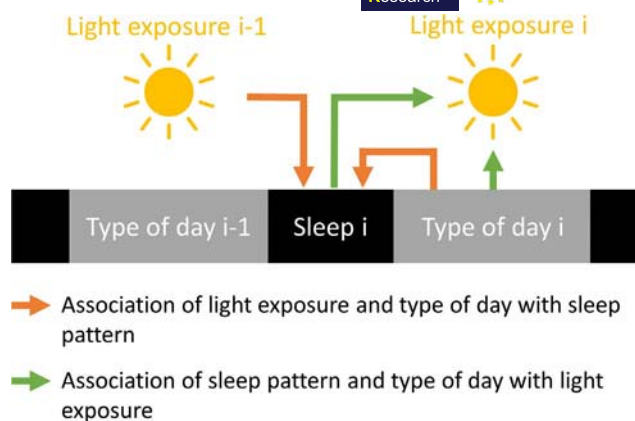 Research
Light exposure i-1
Light exposure i
Type of day i-1
Sleep i
Type of day i
Association of light exposure and type of day with sleep
pattern
Association of sleep pattern and type of day with light
exposure